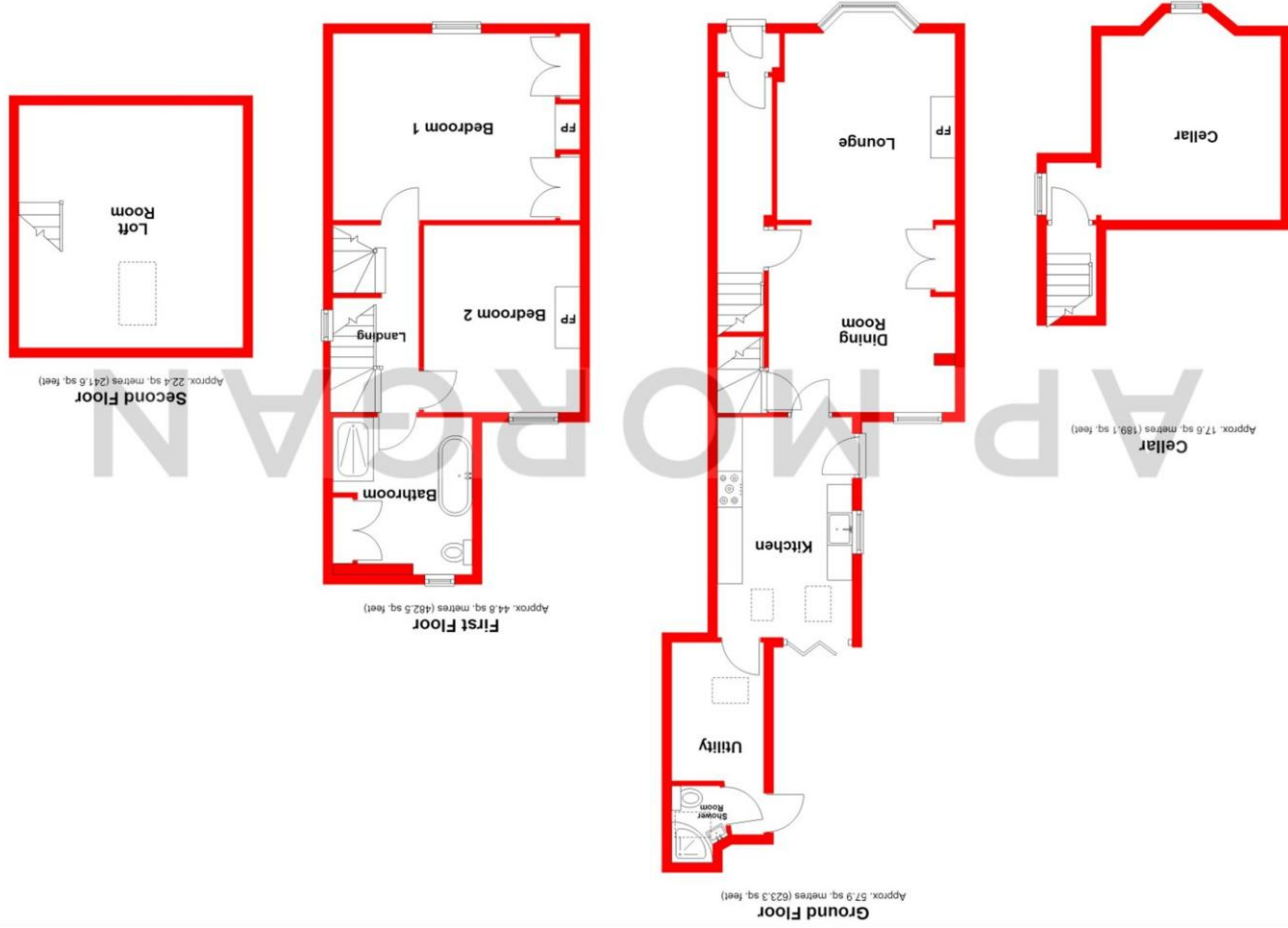 Cellar
Approx. 17.6 sq. metres (189.1 sq. feet)
Cellar
Ground Floor
Approx. 57.9 sq. metres (623.3 sq. feet)
Shower
Room
Utility
Kitchen
Dining
Room
Lounge
FP
First Floor
Approx. 44.8 sq. metres (482.5 sq. feet)
Bathroom
Landing
Bedroom 2
FP
Bedroom 1
FP
Second Floor
Approx. 22.4 sq. metres (241.6 sq. feet)
Loft
Room
AP MORGAN